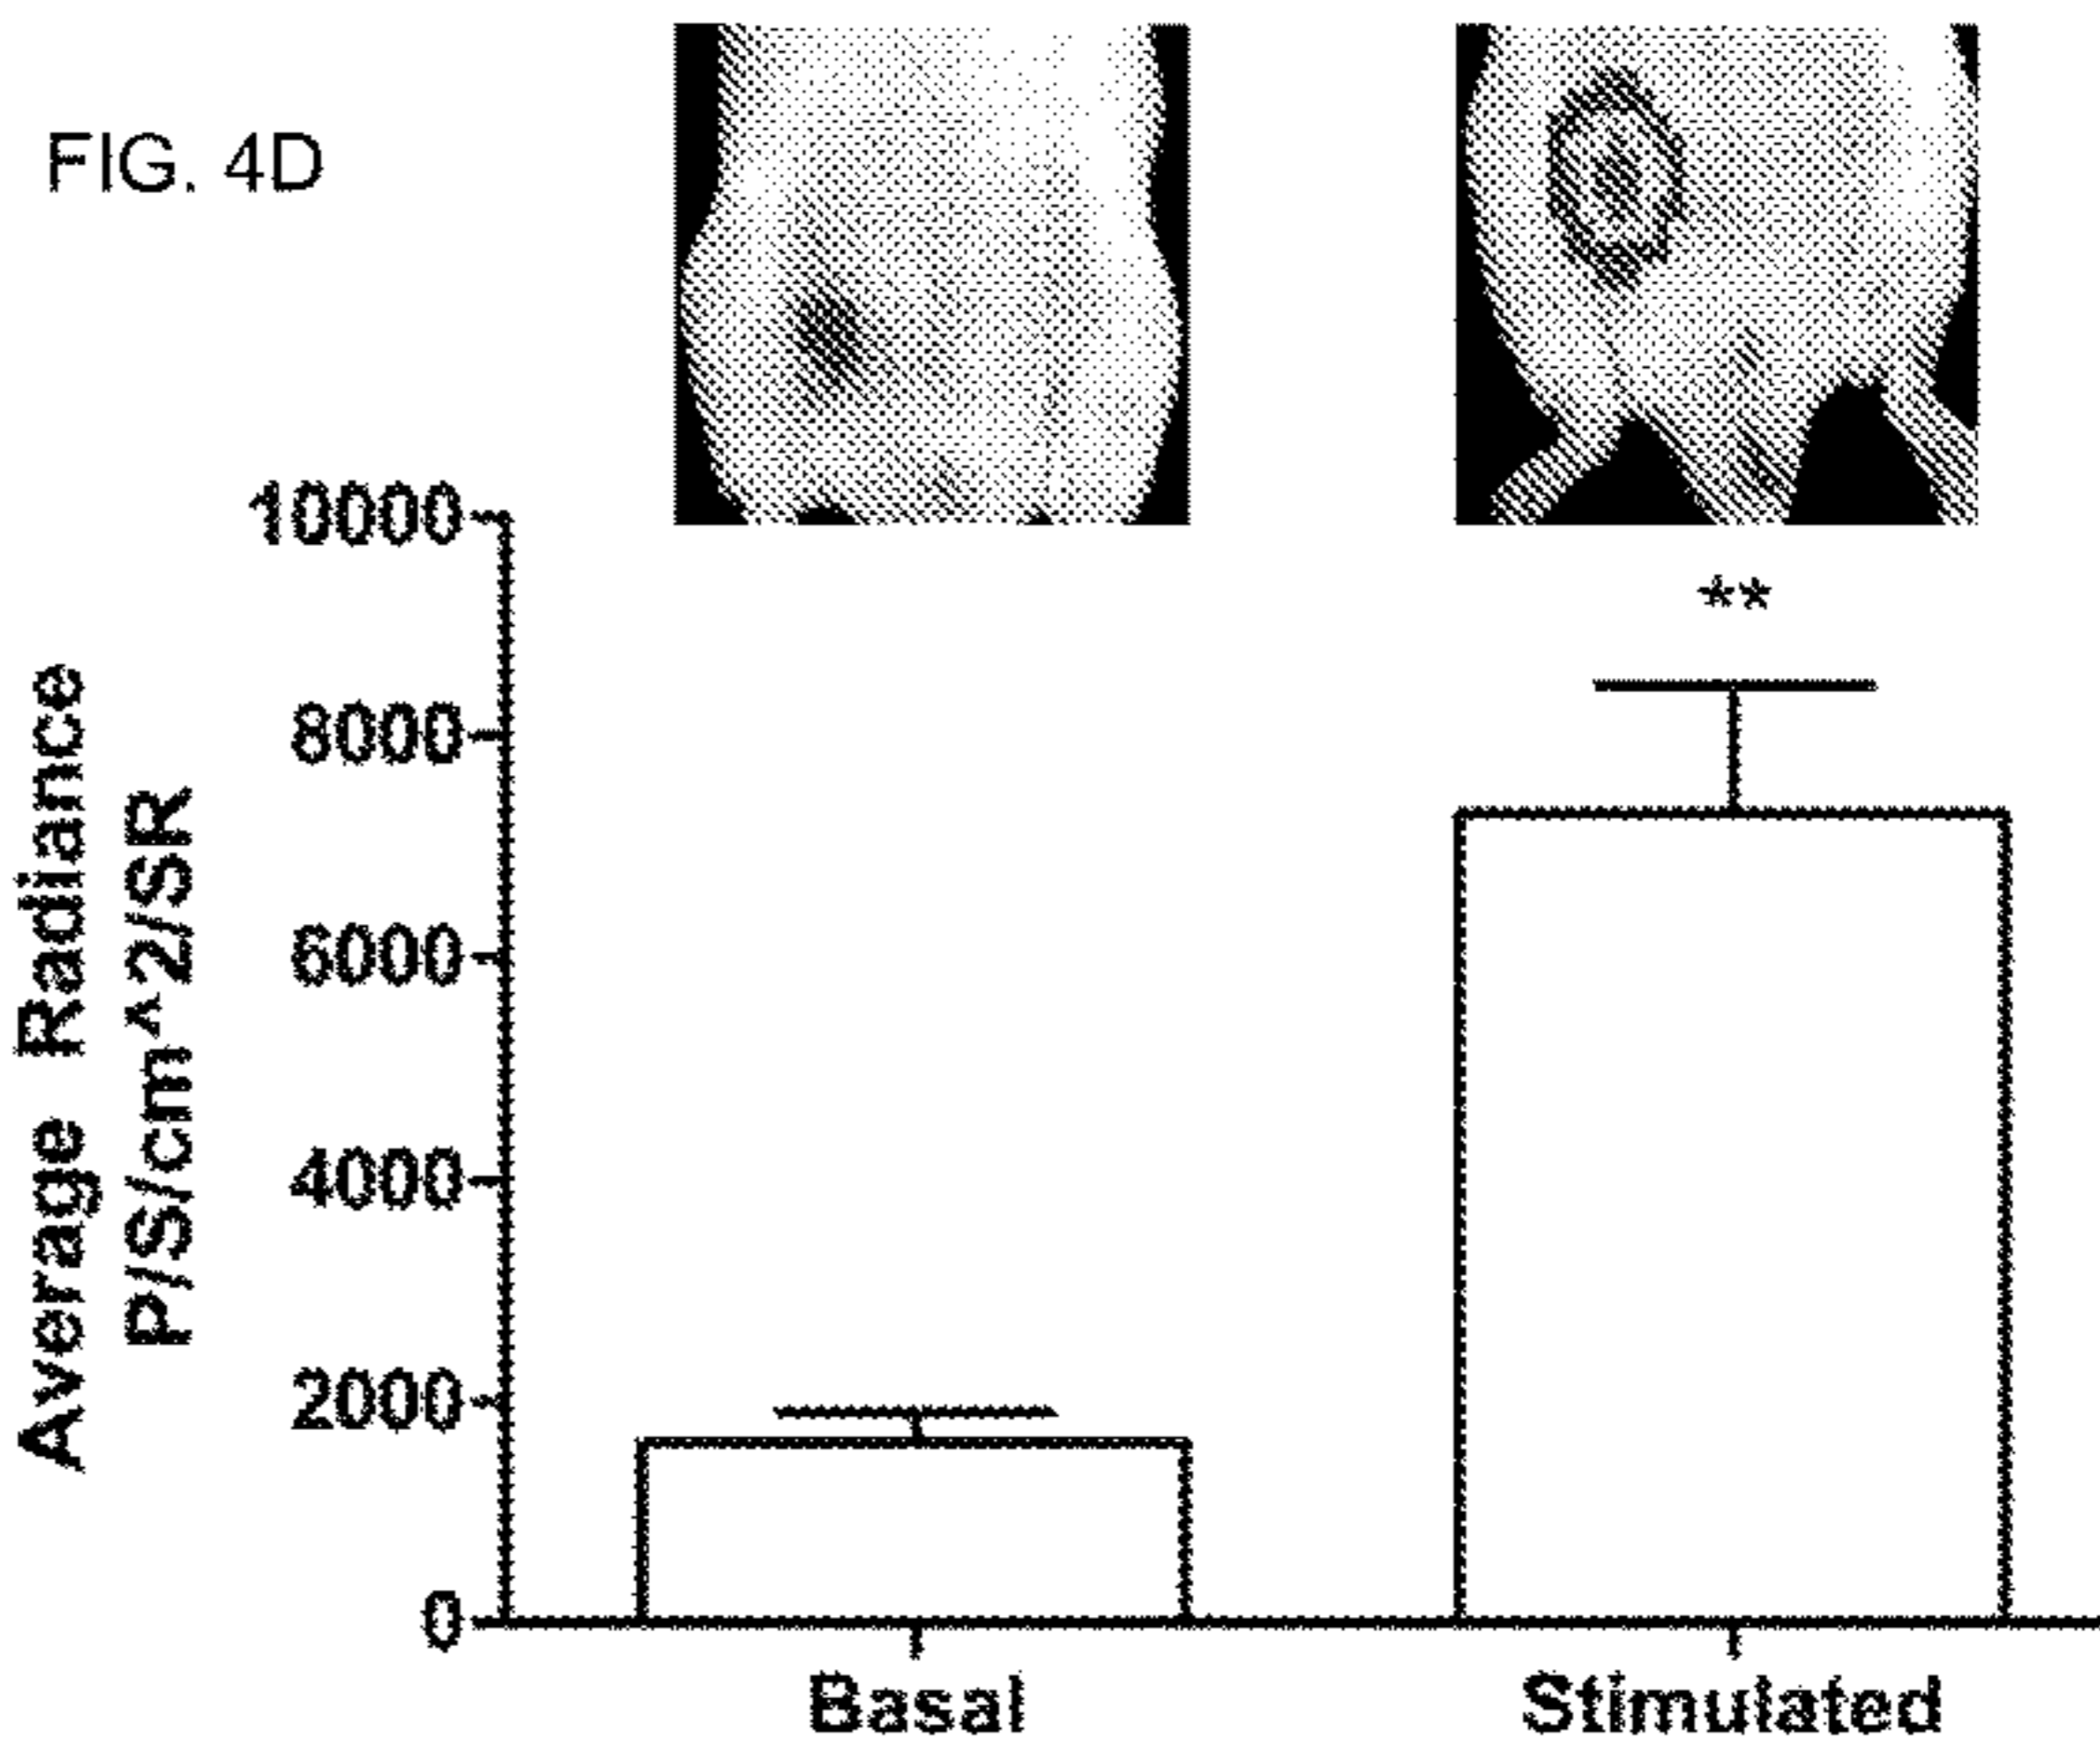 FIG. 4D
**
Average Radiance
P/S/cm^2/SR
10000
8000
6000
4000
2000
0
Basal
Stimulated